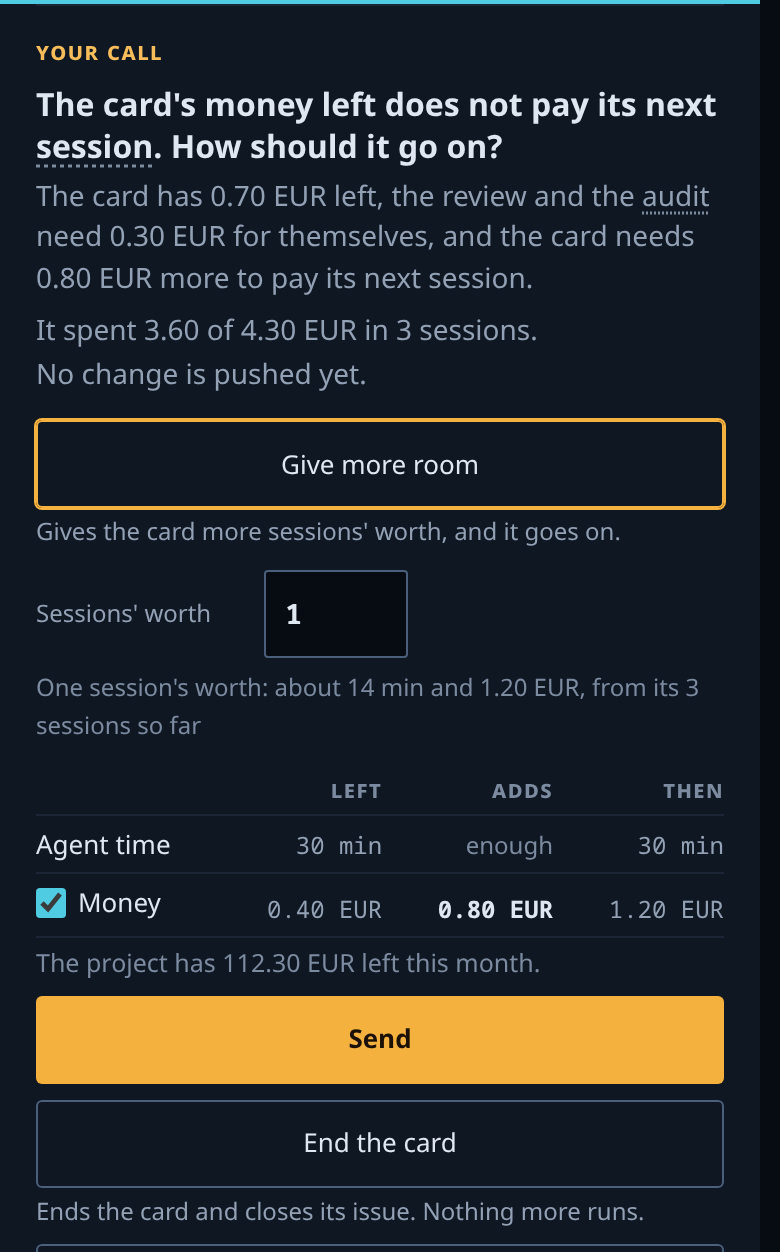 YOUR CALL
The card's money left does not pay its next
session. How should it go on?
The card has 0.70 EUR left, the review and the audit
need 0.30 EUR for themselves, and the card needs
0.80 EUR more to pay its next session.
It spent 3.60 of 4.30 EUR in 3 sessions.
No change is pushed yet.
Give more room
Gives the card more sessions' worth, and it goes on.
Sessions' worth 1
One session's worth: about 14 min and 1.20 EUR, from its 3
sessions so far
LEFT ADDS THEN
Agent time 30 min enough 30 min
Money 0.40 EUR 0.80 EUR 1.20 EUR
The project has 112.30 EUR left this month.
Send
End the card
Ends the card and closes its issue. Nothing more runs.